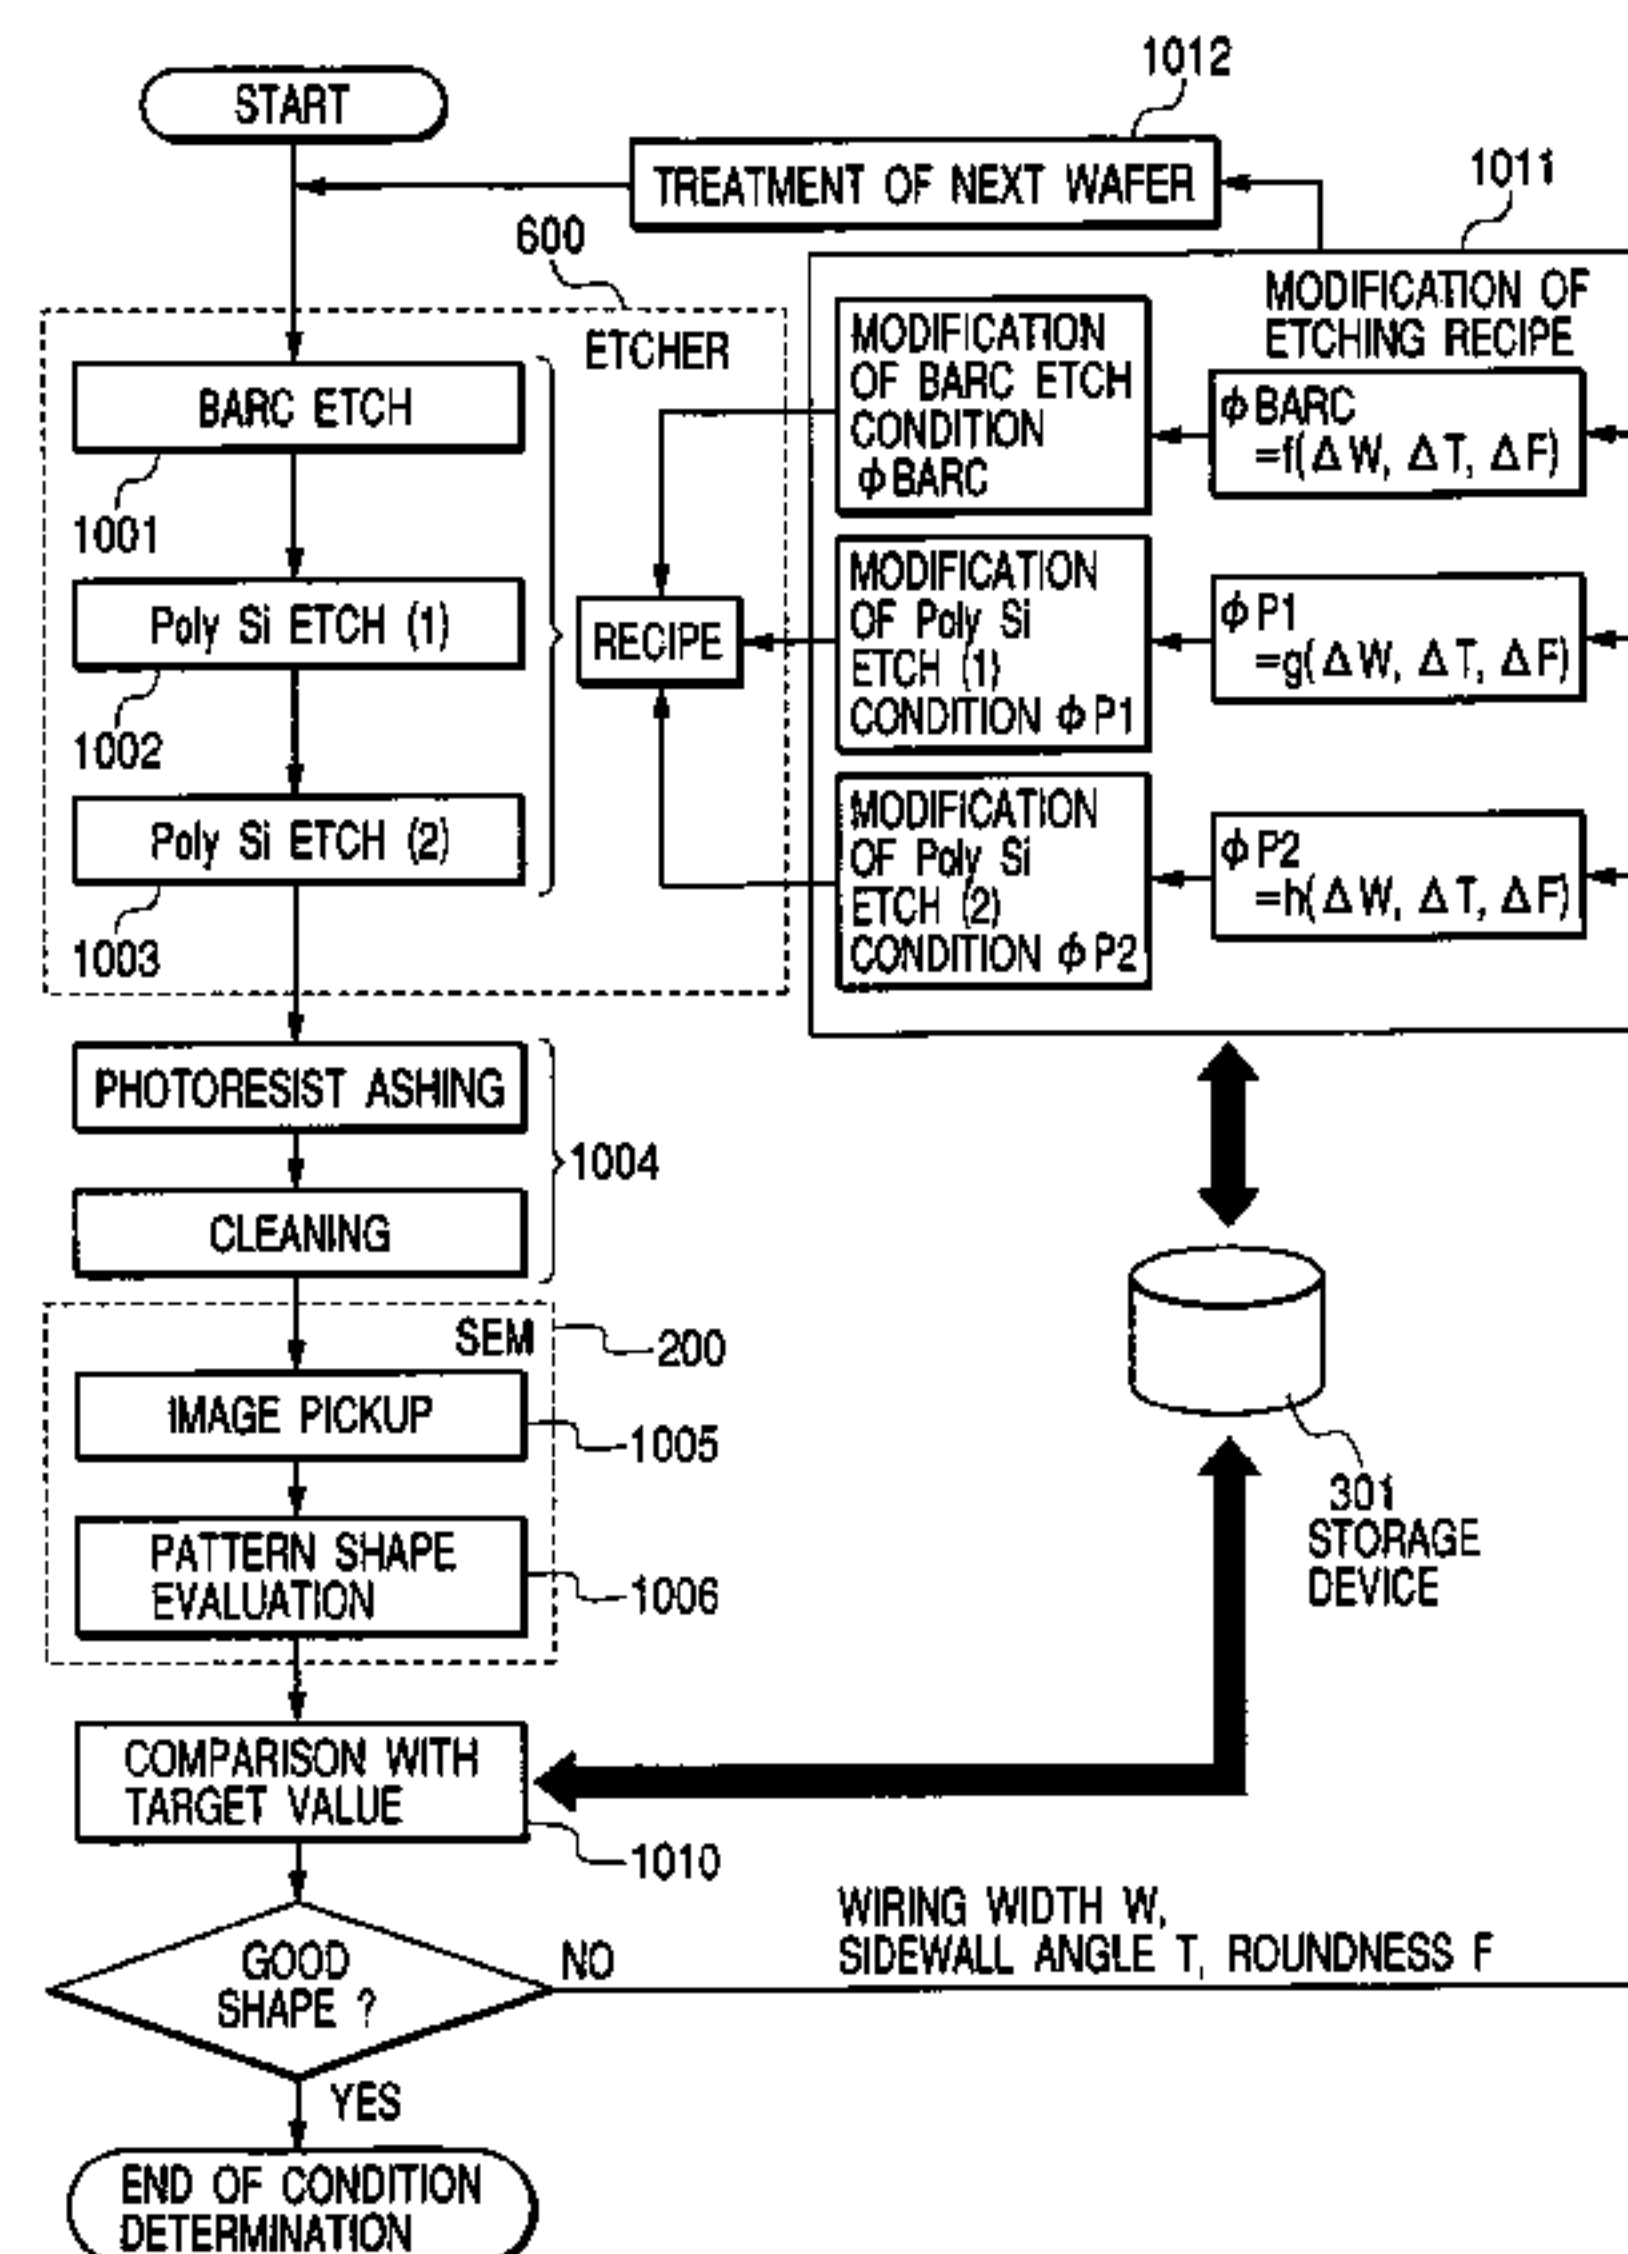 1012
START
TREATMENT OF NEXT WAFER
1011
600
MODIFICATION OF
ETCHING RECIPE
ETCHER
BARC ETCH
1001
Poly Si ETCH (1)
1002
Poly Si ETCH (2)
1003
RECIPE
MODIFICATION
OF BARC ETCH
CONDITION
ϕBARC
ϕBARC
=f(ΔW, ΔT, ΔF)
MODIFICATION
OF Poly Si
ETCH (1)
CONDITION ϕP1
ϕP1
=g(ΔW, ΔT, ΔF)
MODIFICATION
OF Poly Si
ETCH (2)
CONDITION ϕP2
ϕP2
=h(ΔW, ΔT, ΔF)
PHOTORESIST ASHING
1004
CLEANING
SEM
200
IMAGE PICKUP
1005
PATTERN SHAPE
EVALUATION
1006
301
STORAGE
DEVICE
COMPARISON WITH
TARGET VALUE
1010
GOOD
SHAPE ?
NO
WIRING WIDTH W,
SIDEWALL ANGLE T, ROUNDNESS F
YES
END OF CONDITION
DETERMINATION